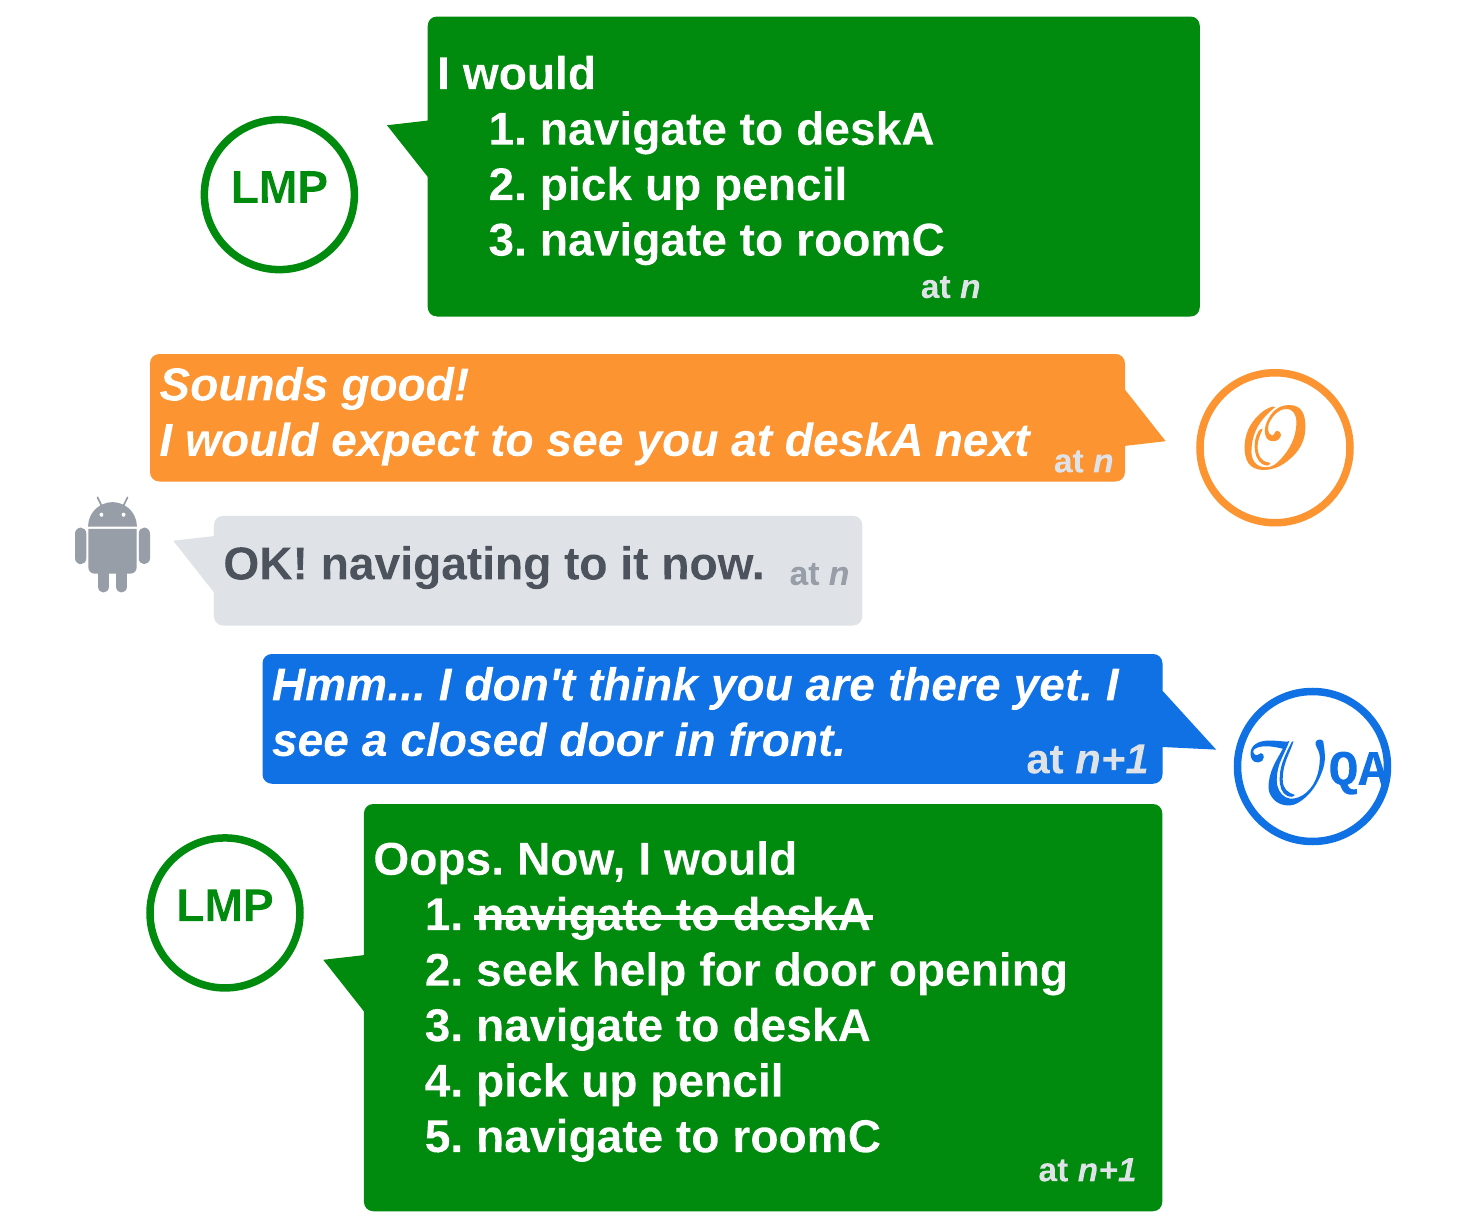 I would
LMP
1. navigate to deskA
2. pick up pencil
3. navigate to roomC
at n
Sounds good!
I would expect to see you at deskA next
at n
O
OK! navigating to it now.
at n
Hmm... I don't think you are there yet. I
see a closed door in front.
at n+1
VQA
LMP
Oops. Now, I would
1. navigate to deskA
2. seek help for door opening
3. navigate to deskA
4. pick up pencil
5. navigate to roomC
at n+1